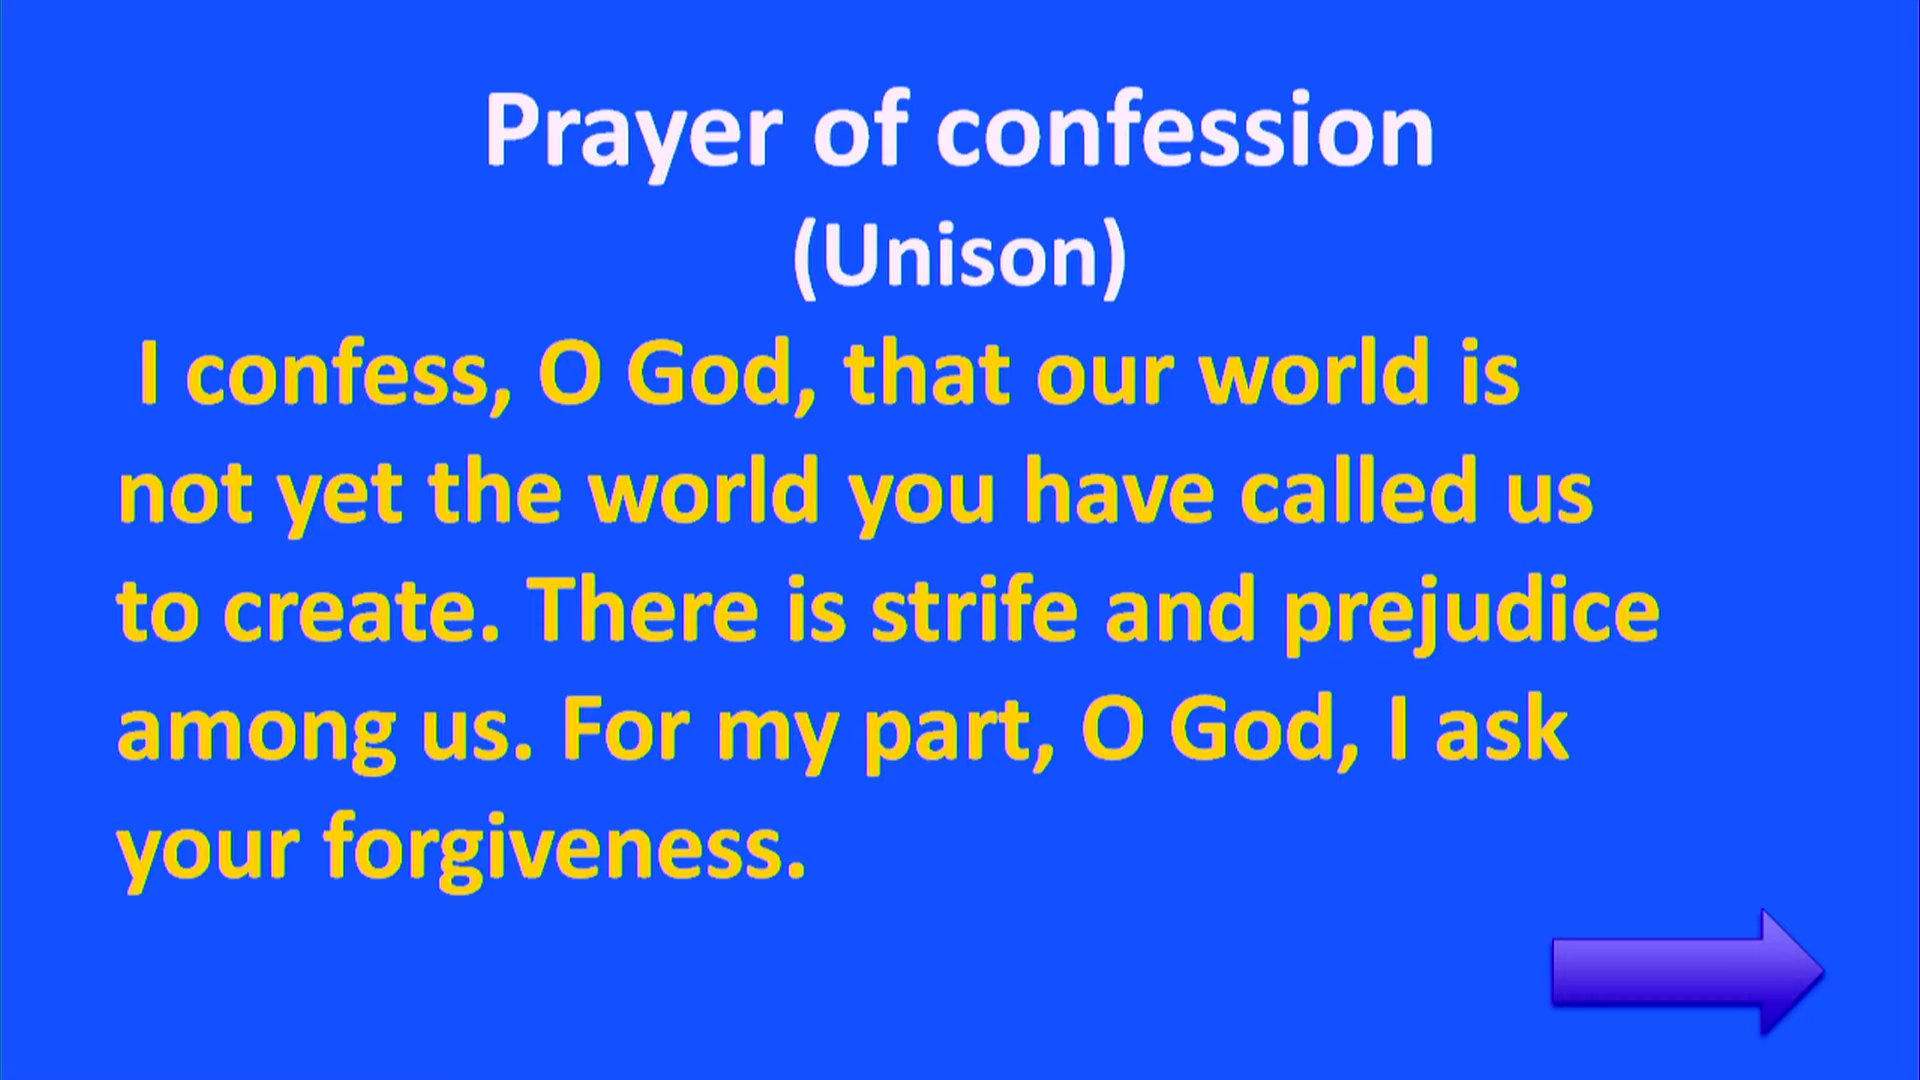 Prayer of confession
(Unison)
I confess, O God, that our world is
not yet the world you have called us
to create. There is strife and prejudice
among us. For my part, O God, I ask
your forgiveness.